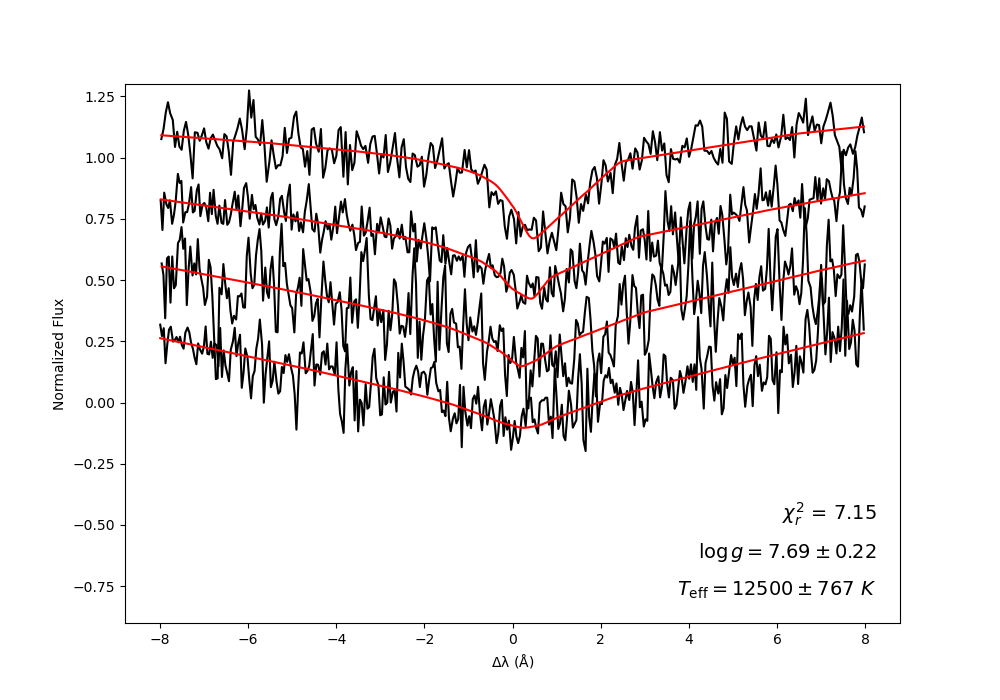 1.25
1.00
0.75
0.50
0.25
0.00
−0.25
−0.50
−0.75
Normalized Flux
χ²ᵣ = 7.15
log g = 7.69 ± 0.22
T_eff = 12500 ± 767 K
−8 −6 −4 −2 0 2 4 6 8
Δλ (Å)